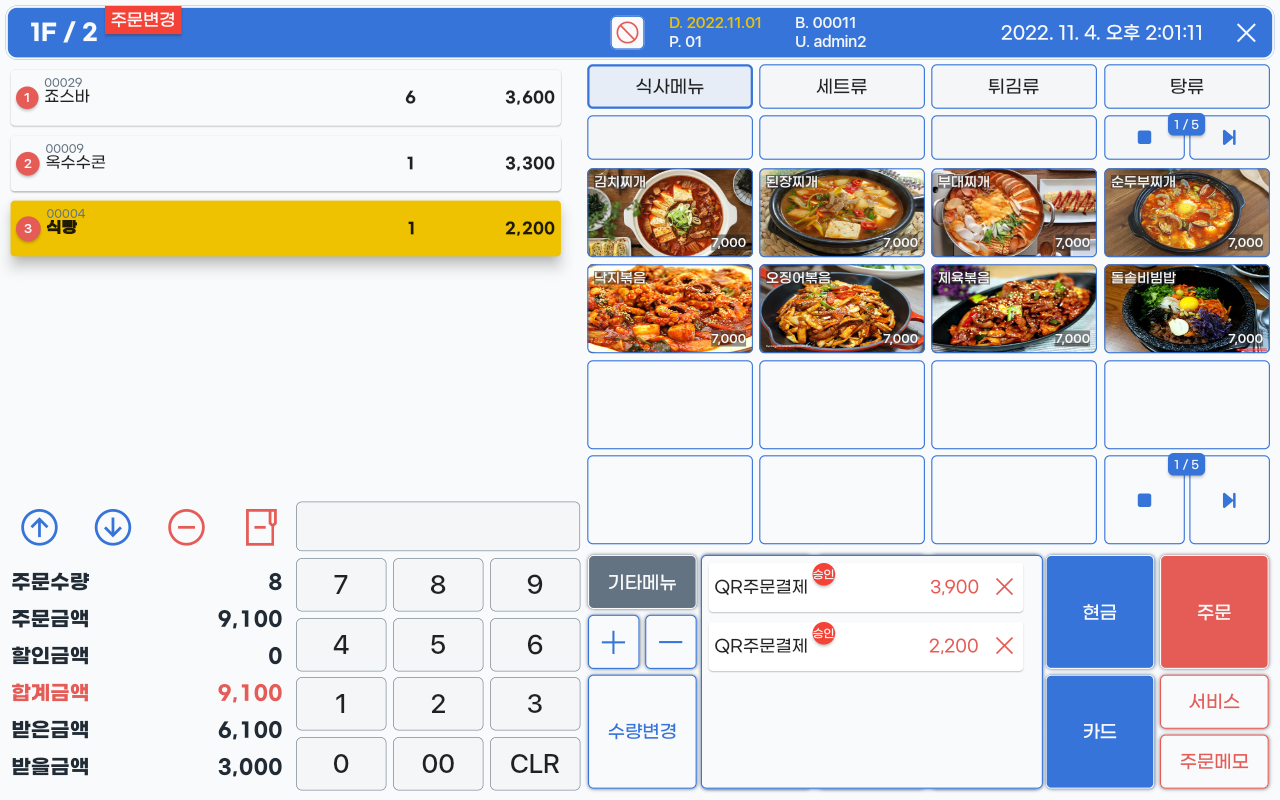 1F / 2
주문변경
D. 2022.11.01
P. 01
B. 00011
U. admin2
2022. 11. 4. 오후 2:01:11
1
00029
죠스바
6
3,600
2
00009
옥수수콘
1
3,300
3
00004
식빵
1
2,200
식사메뉴
세트류
튀김류
탕류
1 / 5
김치찌개
7,000
된장찌개
7,000
부대찌개
7,000
순두부찌개
7,000
낙지볶음
7,000
오징어볶음
7,000
제육볶음
7,000
돌솥비빔밥
7,000
1 / 5
주문수량 8
주문금액 9,100
할인금액 0
합계금액 9,100
받은금액 6,100
받을금액 3,000
7 8 9
4 5 6
1 2 3
0 00 CLR
기타메뉴
수량변경
QR주문결제 승인 3,900
QR주문결제 승인 2,200
현금
카드
주문
서비스
주문메모